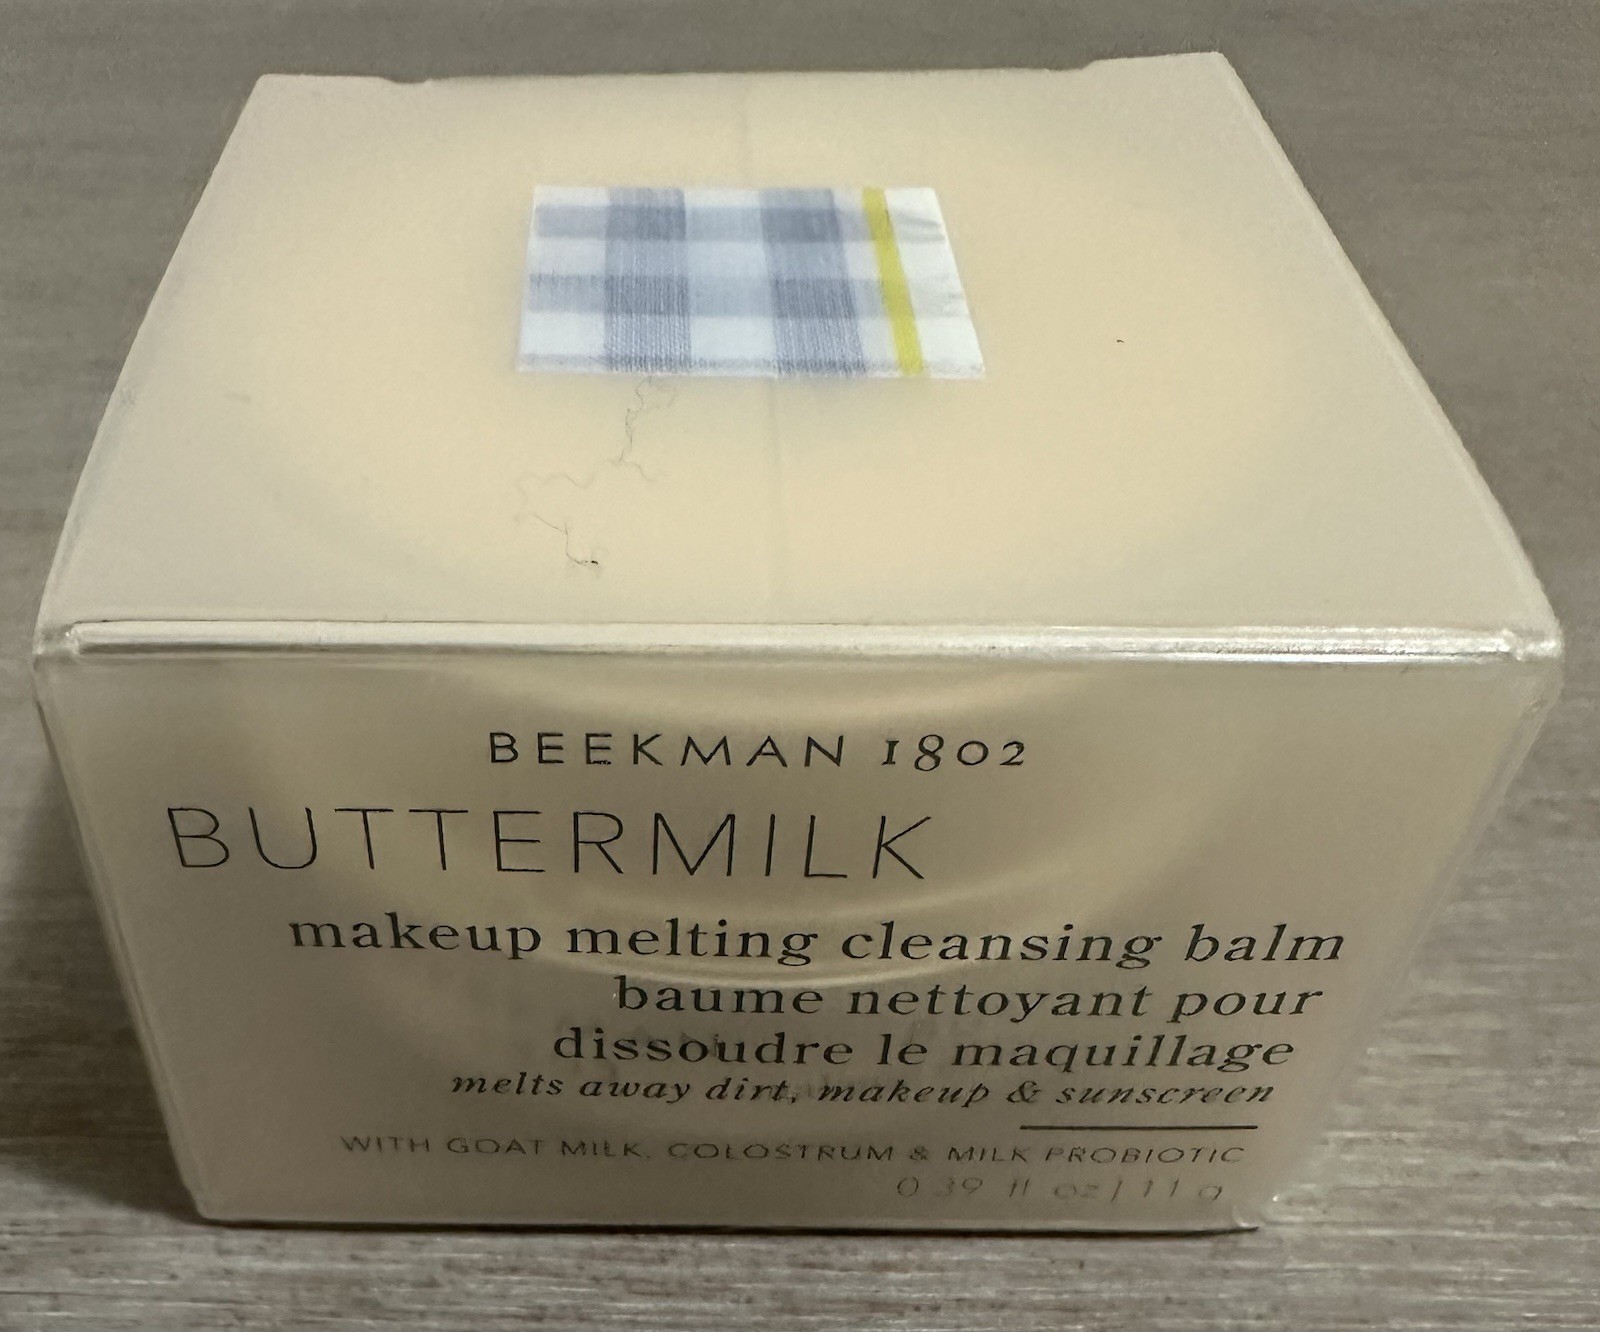 BEEKMAN 1802
BUTTERMILK
makeup melting cleansing balm
baume nettoyant pour
dissoudre le maquillage
melts away dirt, makeup & sunscreen
WITH GOAT MILK, COLOSTRUM & MILK PROBIOTIC
0.39 fl oz | 11 g